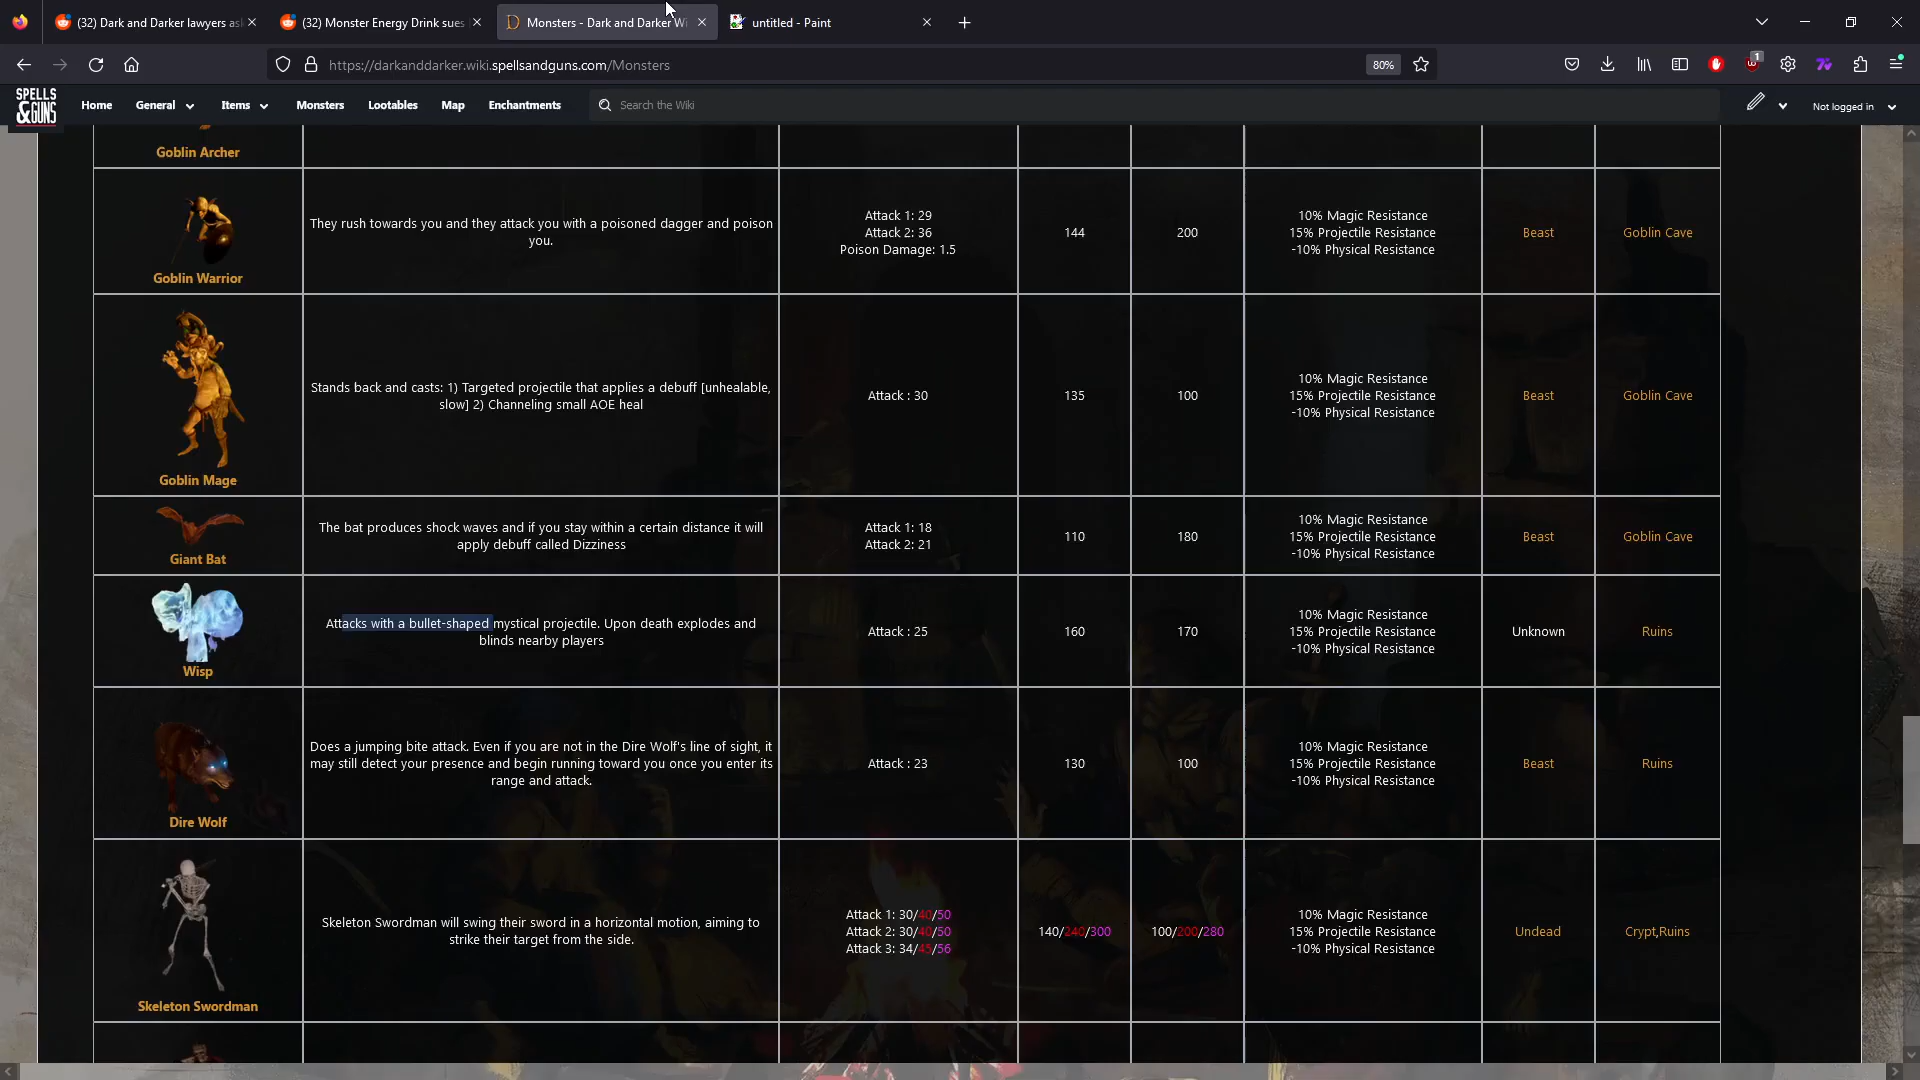 (32) Dark and Darker lawyers as
(32) Monster Energy Drink sues
Monsters - Dark and Darker Wi
untitled - Paint
https://darkanddarker.wiki.spellsandguns.com/Monsters
80%
1
SPELLS
&GUNS
Home
General
Items
Monsters
Lootables
Map
Enchantments
Search the Wiki
Not logged in
Goblin Archer
Goblin Warrior
They rush towards you and they attack you with a poisoned dagger and poison
you.
Attack 1: 29
Attack 2: 36
Poison Damage: 1.5
144
200
10% Magic Resistance
15% Projectile Resistance
-10% Physical Resistance
Beast
Goblin Cave
Goblin Mage
Stands back and casts: 1) Targeted projectile that applies a debuff [unhealable,
slow] 2) Channeling small AOE heal
Attack : 30
135
100
10% Magic Resistance
15% Projectile Resistance
-10% Physical Resistance
Beast
Goblin Cave
Giant Bat
The bat produces shock waves and if you stay within a certain distance it will
apply debuff called Dizziness
Attack 1: 18
Attack 2: 21
110
180
10% Magic Resistance
15% Projectile Resistance
-10% Physical Resistance
Beast
Goblin Cave
Wisp
Attacks with a bullet-shaped mystical projectile. Upon death explodes and
blinds nearby players
Attack : 25
160
170
10% Magic Resistance
15% Projectile Resistance
-10% Physical Resistance
Unknown
Ruins
Dire Wolf
Does a jumping bite attack. Even if you are not in the Dire Wolf's line of sight, it
may still detect your presence and begin running toward you once you enter its
range and attack.
Attack : 23
130
100
10% Magic Resistance
15% Projectile Resistance
-10% Physical Resistance
Beast
Ruins
Skeleton Swordman
Skeleton Swordman will swing their sword in a horizontal motion, aiming to
strike their target from the side.
Attack 1: 30/40/50
Attack 2: 30/40/50
Attack 3: 34/45/56
140/240/300
100/200/280
10% Magic Resistance
15% Projectile Resistance
-10% Physical Resistance
Undead
Crypt,Ruins